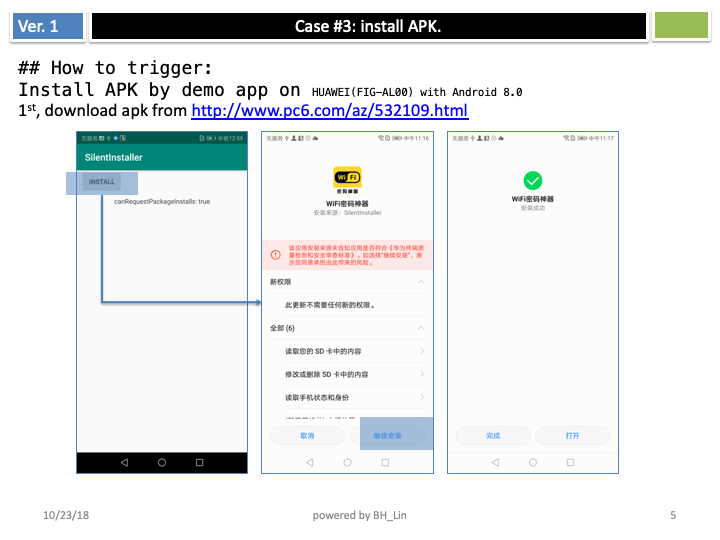 Ver. 1
Case #3: install APK.
## How to trigger:
Install APK by demo app on HUAWEI(FIG-AL00) with Android 8.0
1st, download apk from http://www.pc6.com/az/532109.html
无服务
中午12:59
SilentInstaller
INSTALL
canRequestPackageInstalls: true
无服务
中午11:16
WiFi
密码神器
WiFi密码神器
安装来源：SilentInstaller
该应用安装来源未告知应用是否符合《华为终端质
量检测和安全审查标准》。如选择“继续安装”，表
示您同意承担由此带来的风险。
新权限
此更新不需要任何新的权限。
全部 (6)
读取您的 SD 卡中的内容
修改或删除 SD 卡中的内容
读取手机状态和身份
取消
继续安装
无服务
中午11:17
WiFi密码神器
安装成功
完成
打开
10/23/18
powered by BH_Lin
5